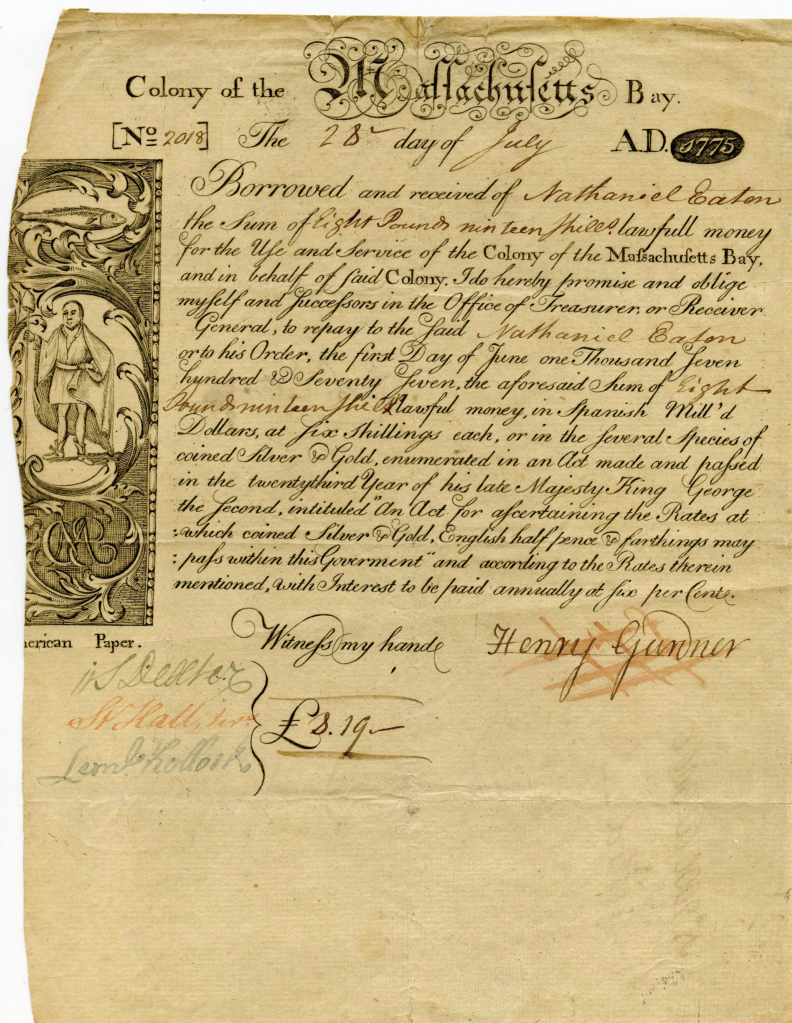 Colony of the Massachusetts Bay.
[No 2018] The 28 day of July A.D. 1775
Borrowed and received of Nathaniel Eaton
the Sum of Eight Pounds ninteen shills. lawfull money
for the Use and Service of the Colony of the Massachusetts Bay,
and in behalf of said Colony, I do hereby promise and oblige
myself and Successors in the Office of Treasurer, or Receiver
General, to repay to the said Nathaniel Eaton
or to his Order, the first Day of June one Thousand Seven
hundred & Seventy Seven, the aforesaid Sum of Eight
Pounds ninteen shills lawful money, in Spanish Mill'd
Dollars, at six shillings each, or in the several Species of
coined Silver & Gold, enumerated in an Act made and passed
in the twentythird Year of his late Majesty King George
the Second, intituled "An Act for ascertaining the Rates at
:which coined Silver & Gold, English half pence & farthings may
:pass within this Goverment" and according to the Rates therein
mentioned, with Interest to be paid annually at six per Cent.
erican Paper.
Witness my hand Henry Gardner
S Dexter
St Hall,
£8.19